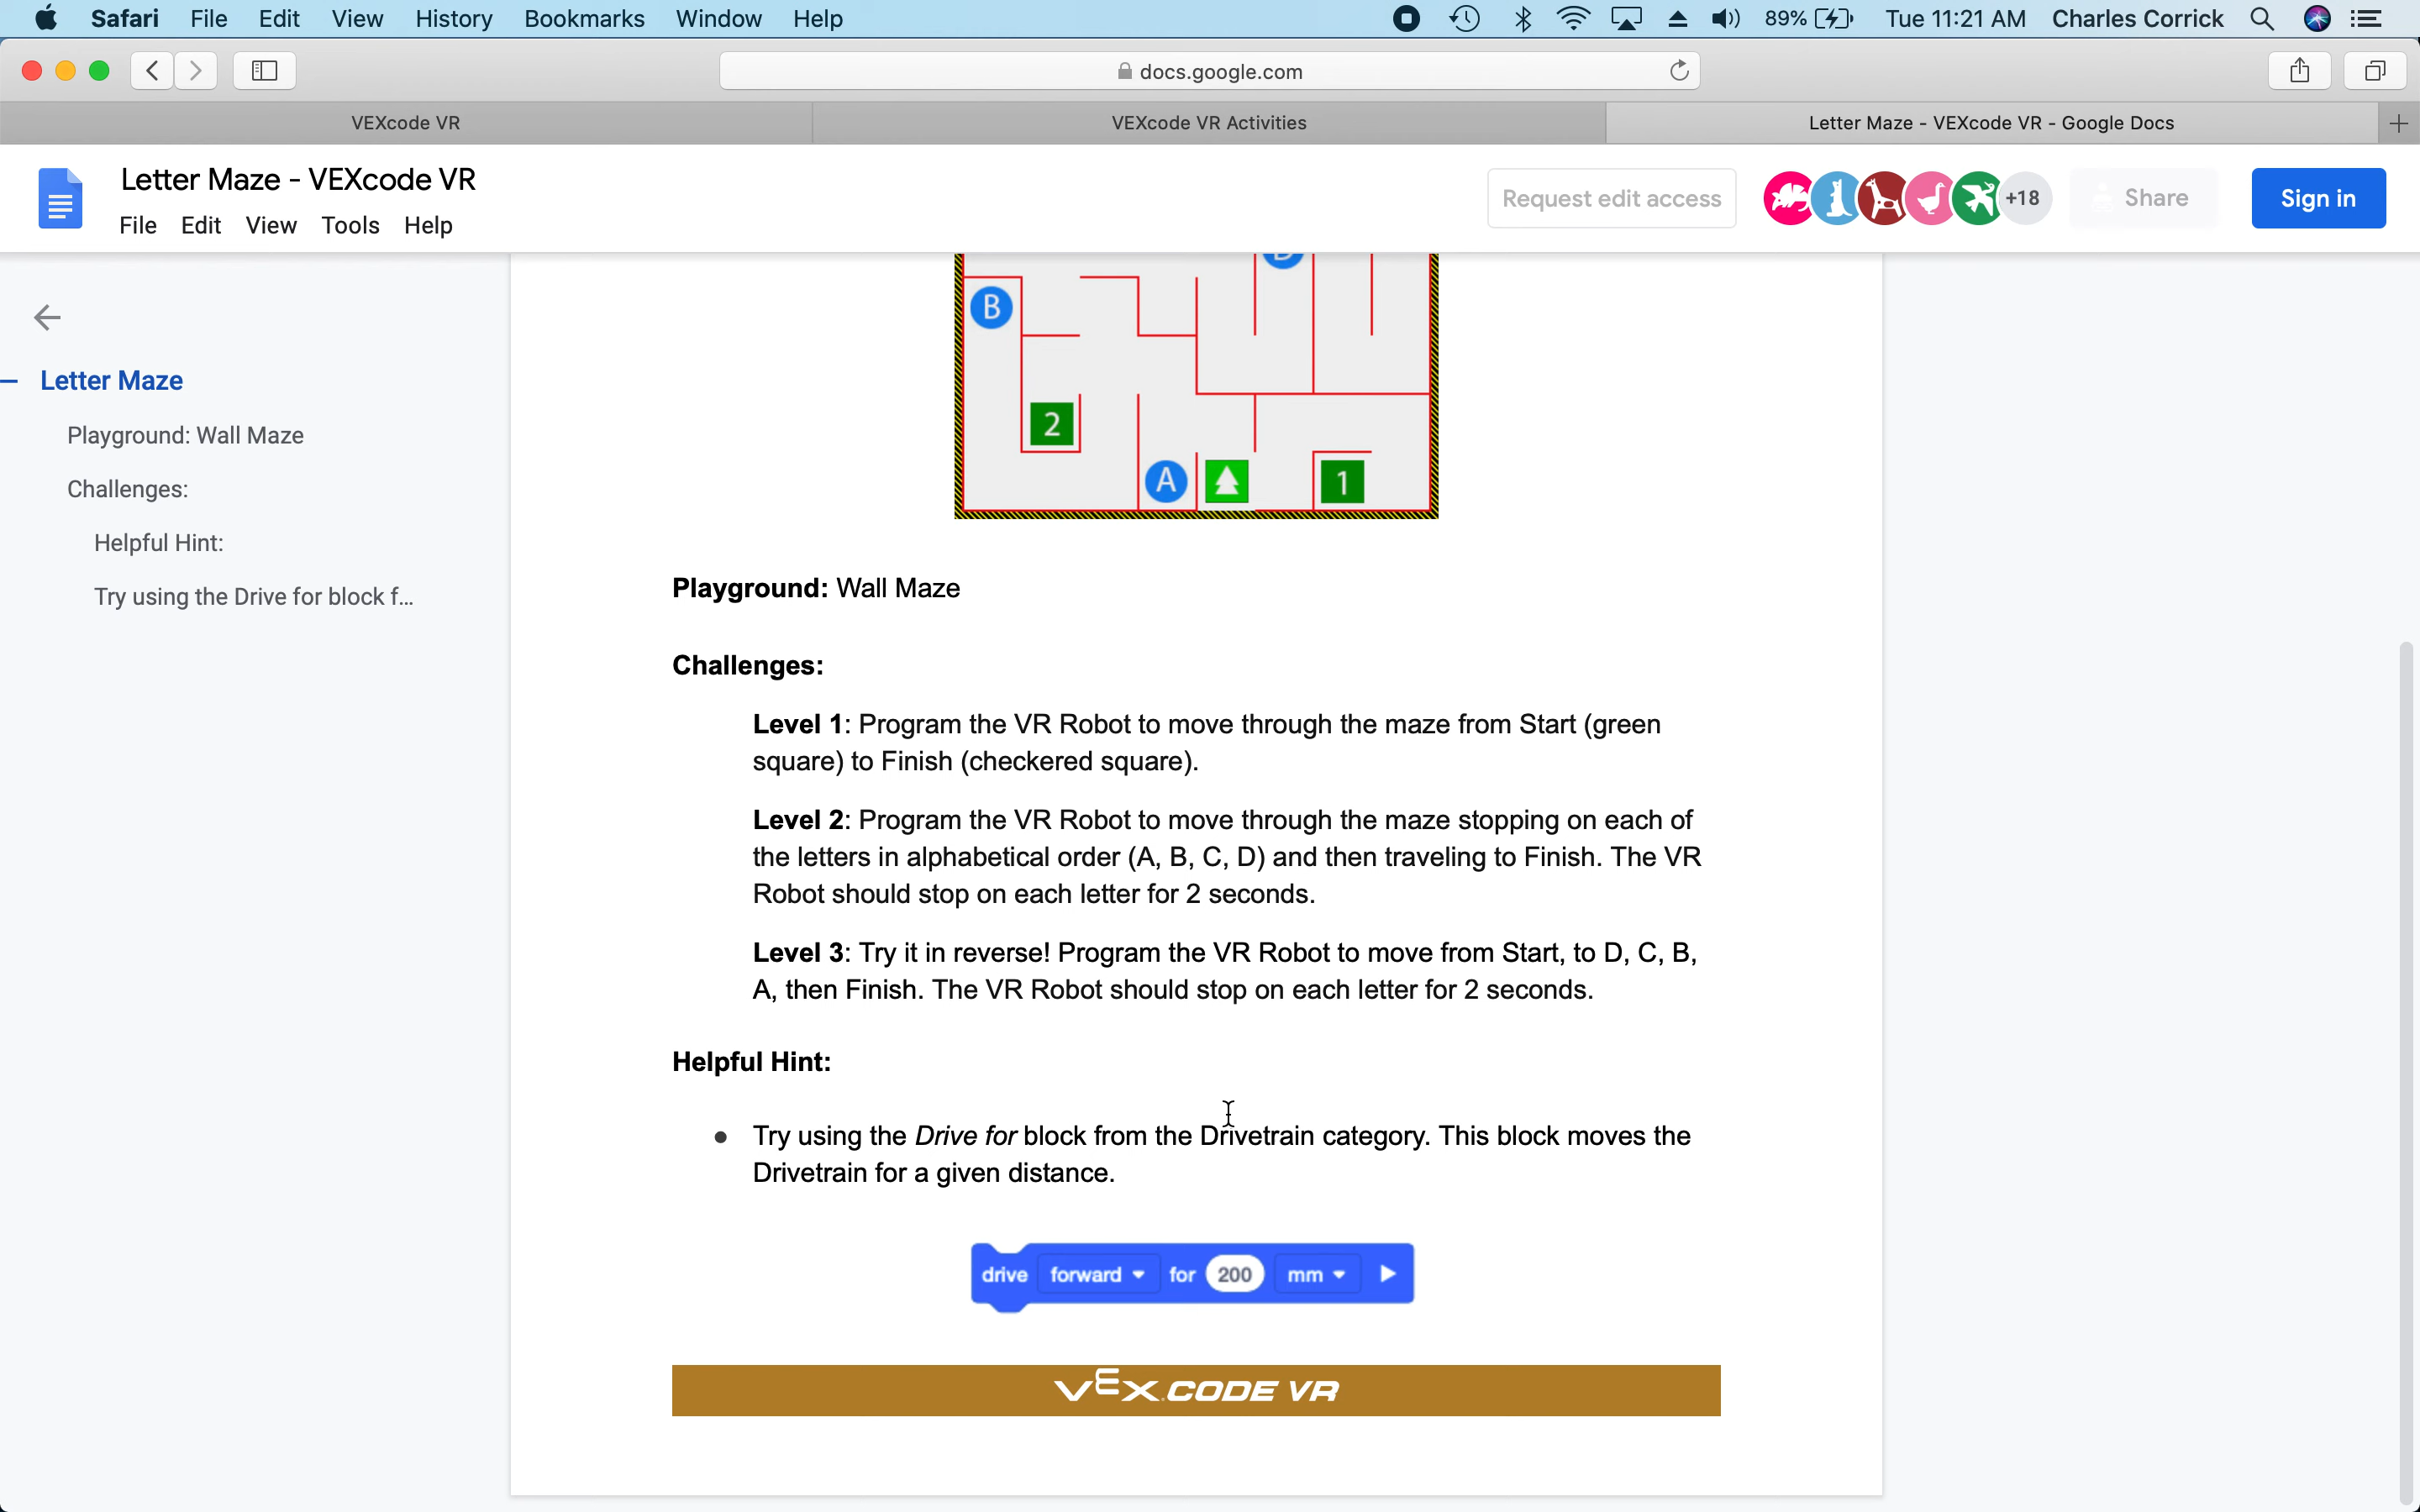 Safari File Edit View History Bookmarks Window Help 89% Tue 11:21 AM Charles Corrick
docs.google.com
VEXcode VR VEXcode VR Activities Letter Maze - VEXcode VR - Google Docs
Letter Maze - VEXcode VR
File Edit View Tools Help
Request edit access +18 Share Sign in
Letter Maze
Playground: Wall Maze
Challenges:
Helpful Hint:
Try using the Drive for block f...
D
B
2
A 1
Playground: Wall Maze
Challenges:
Level 1: Program the VR Robot to move through the maze from Start (green
square) to Finish (checkered square).
Level 2: Program the VR Robot to move through the maze stopping on each of
the letters in alphabetical order (A, B, C, D) and then traveling to Finish. The VR
Robot should stop on each letter for 2 seconds.
Level 3: Try it in reverse! Program the VR Robot to move from Start, to D, C, B,
A, then Finish. The VR Robot should stop on each letter for 2 seconds.
Helpful Hint:
Try using the Drive for block from the Drivetrain category. This block moves the
Drivetrain for a given distance.
drive forward for 200 mm
VEX CODE VR